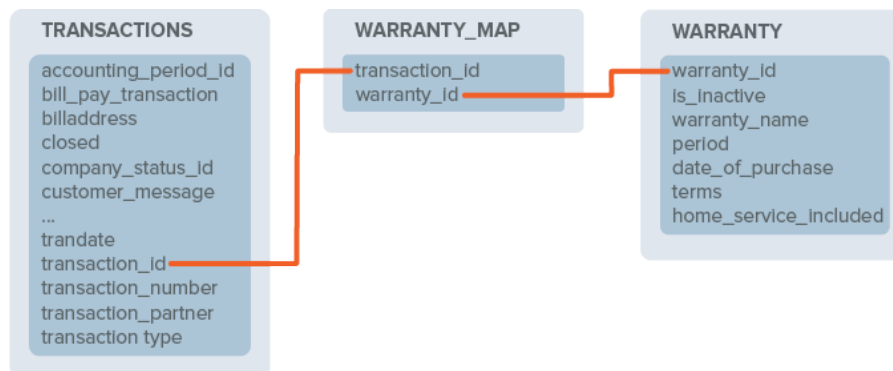 TRANSACTIONS
accounting_period_id
bill_pay_transaction
billaddress
closed
company_status_id
customer_message
...
trandate
transaction_id
transaction_number
transaction_partner
transaction type
WARRANTY_MAP
transaction_id
warranty_id
WARRANTY
warranty_id
is_inactive
warranty_name
period
date_of_purchase
terms
home_service_included